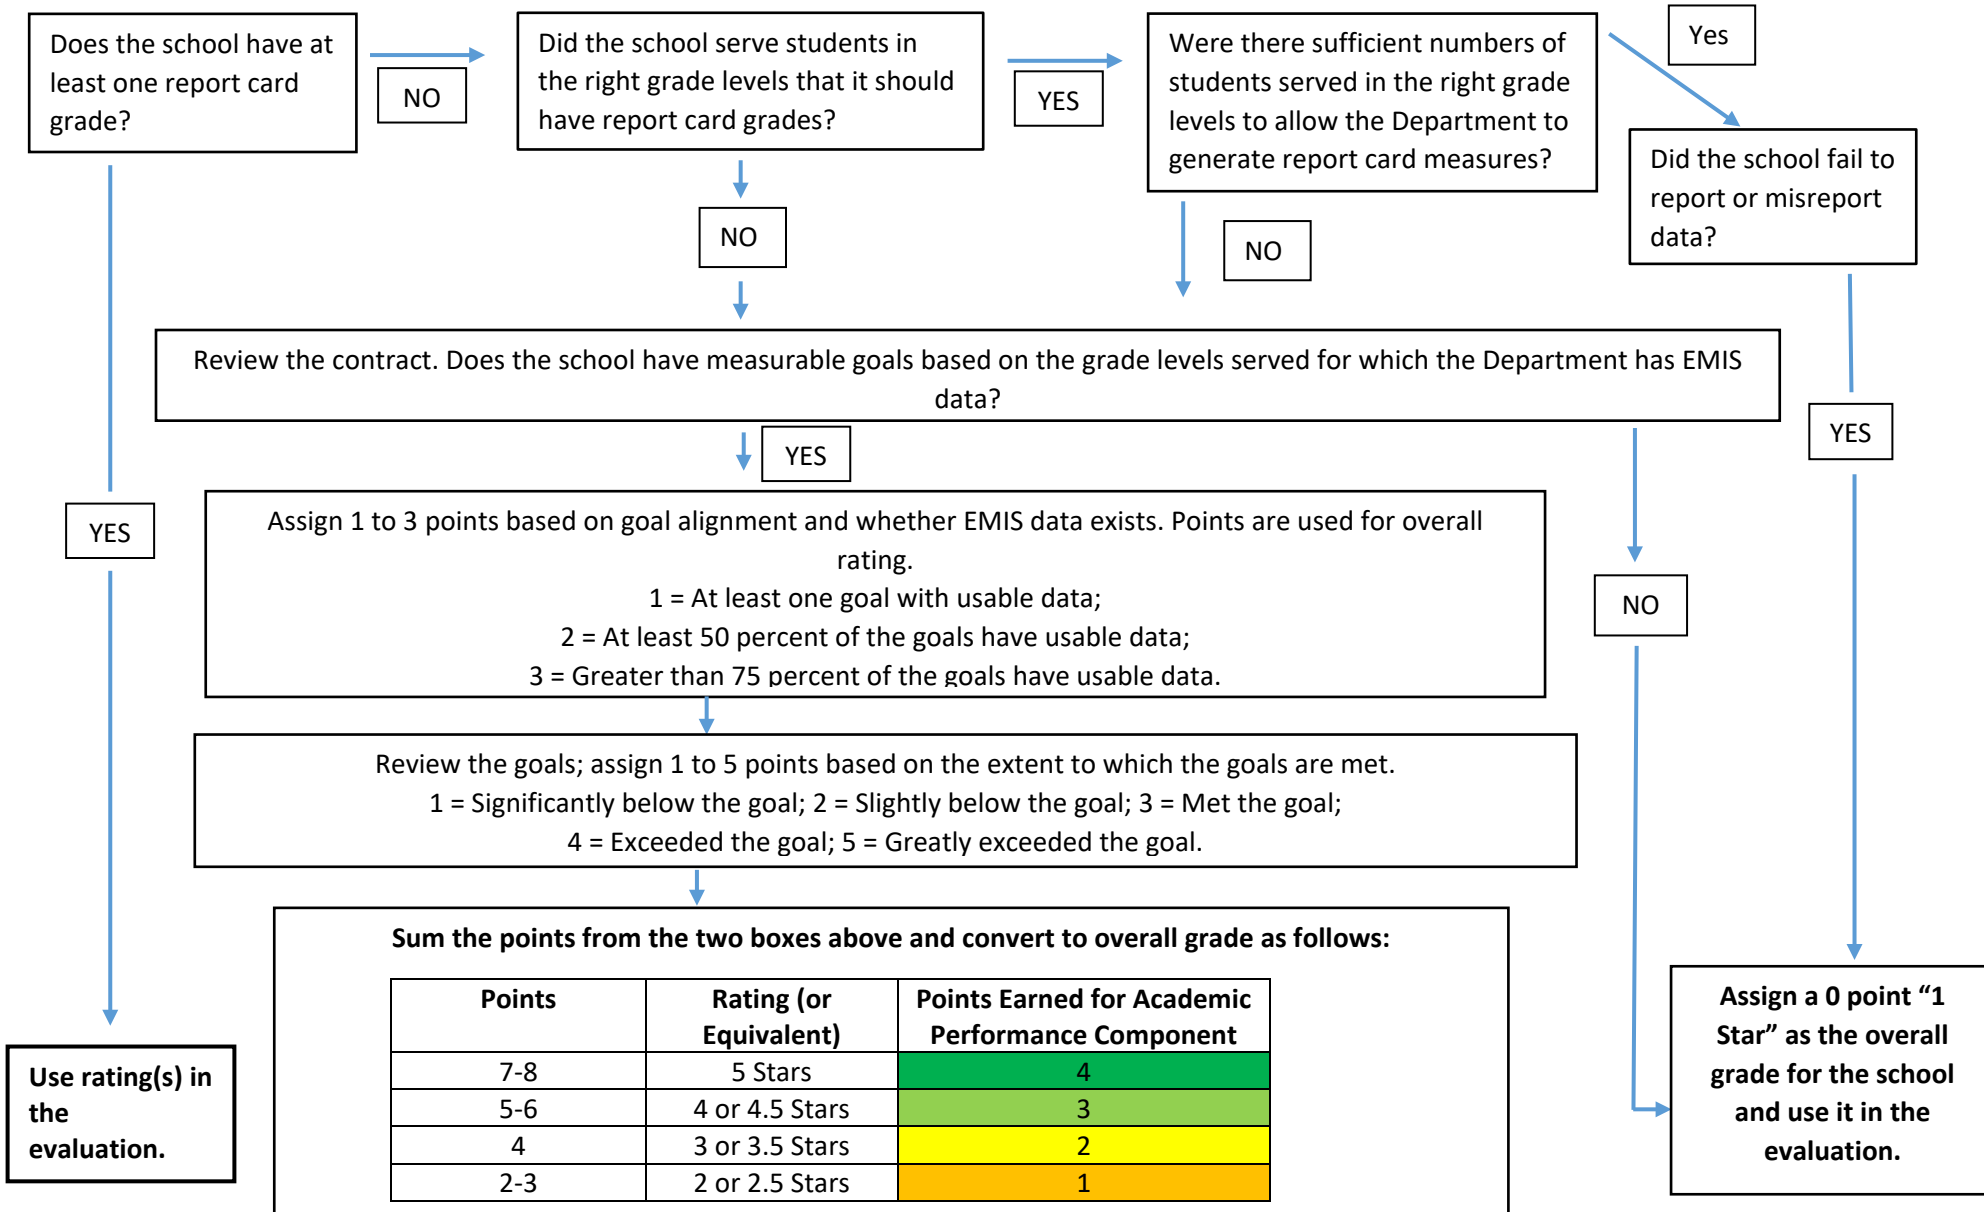 Does the school have at
least one report card
grade?
NO
Did the school serve students in
the right grade levels that it should
have report card grades?
YES
Were there sufficient numbers of
students served in the right grade
levels to allow the Department to
generate report card measures?
Yes
Did the school fail to
report or misreport
data?
NO
NO
Review the contract. Does the school have measurable goals based on the grade levels served for which the Department has EMIS
data?
YES
YES
YES
Assign 1 to 3 points based on goal alignment and whether EMIS data exists. Points are used for overall
rating.
1 = At least one goal with usable data;
2 = At least 50 percent of the goals have usable data;
3 = Greater than 75 percent of the goals have usable data.
NO
Review the goals; assign 1 to 5 points based on the extent to which the goals are met.
1 = Significantly below the goal; 2 = Slightly below the goal; 3 = Met the goal;
4 = Exceeded the goal; 5 = Greatly exceeded the goal.
Sum the points from the two boxes above and convert to overall grade as follows:
Points
Rating (or
Equivalent)
Points Earned for Academic
Performance Component
7-8 5 Stars 4
5-6 4 or 4.5 Stars 3
4 3 or 3.5 Stars 2
2-3 2 or 2.5 Stars 1
Use rating(s) in
the
evaluation.
Assign a 0 point “1
Star” as the overall
grade for the school
and use it in the
evaluation.